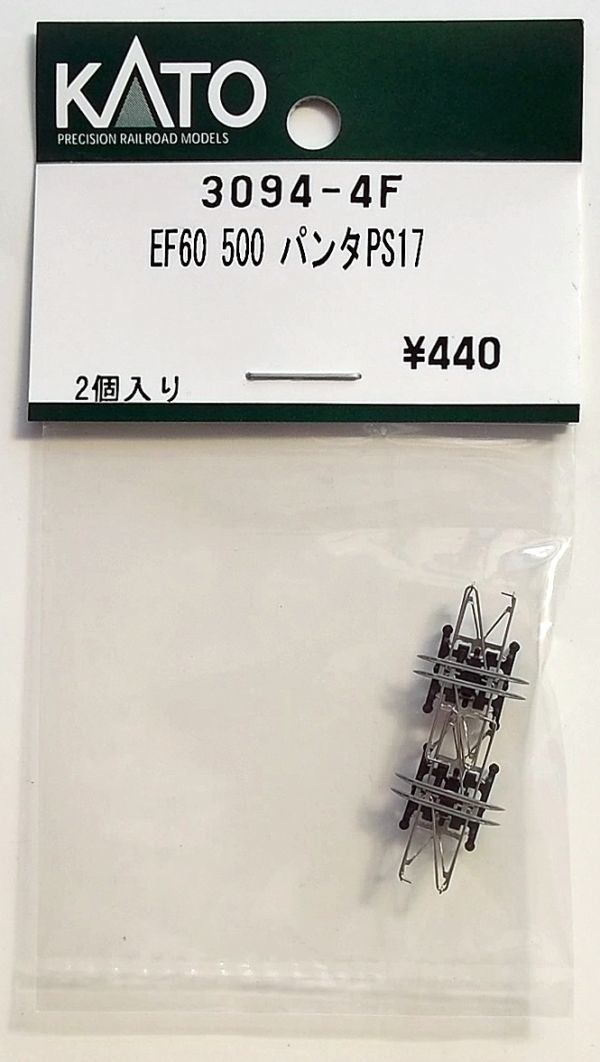 KATO
PRECISION RAILROAD MODELS
3094-4F
EF60 500 パンタPS17
¥440
2個入り